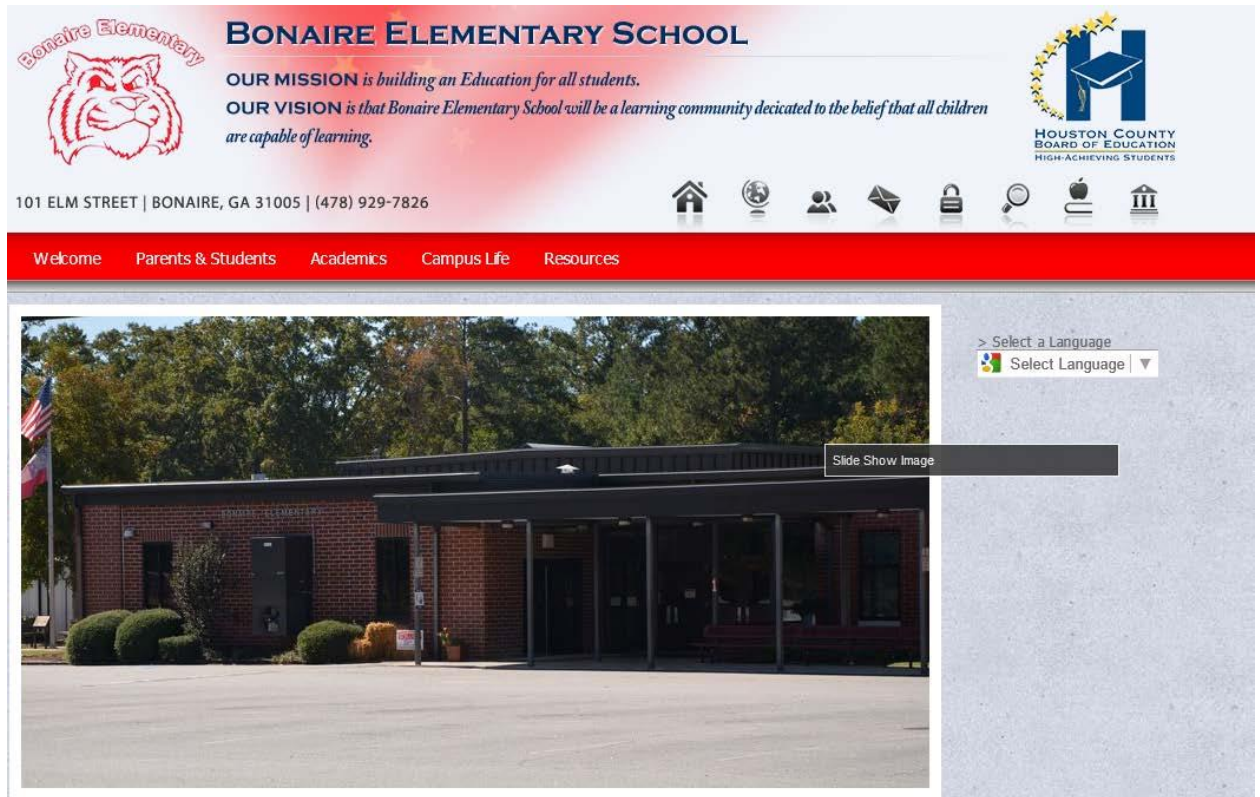 Bonaire Elementary
BONAIRE ELEMENTARY SCHOOL
OUR MISSION is building an Education for all students.
OUR VISION is that Bonaire Elementary School will be a learning community decicated to the belief that all children
are capable of learning.
H
HOUSTON COUNTY
BOARD OF EDUCATION
HIGH-ACHIEVING STUDENTS
101 ELM STREET | BONAIRE, GA 31005 | (478) 929-7826
Welcome Parents & Students Academics Campus Life Resources
> Select a Language
Select Language ▼
Slide Show Image
BONAIRE ELEMENTARY